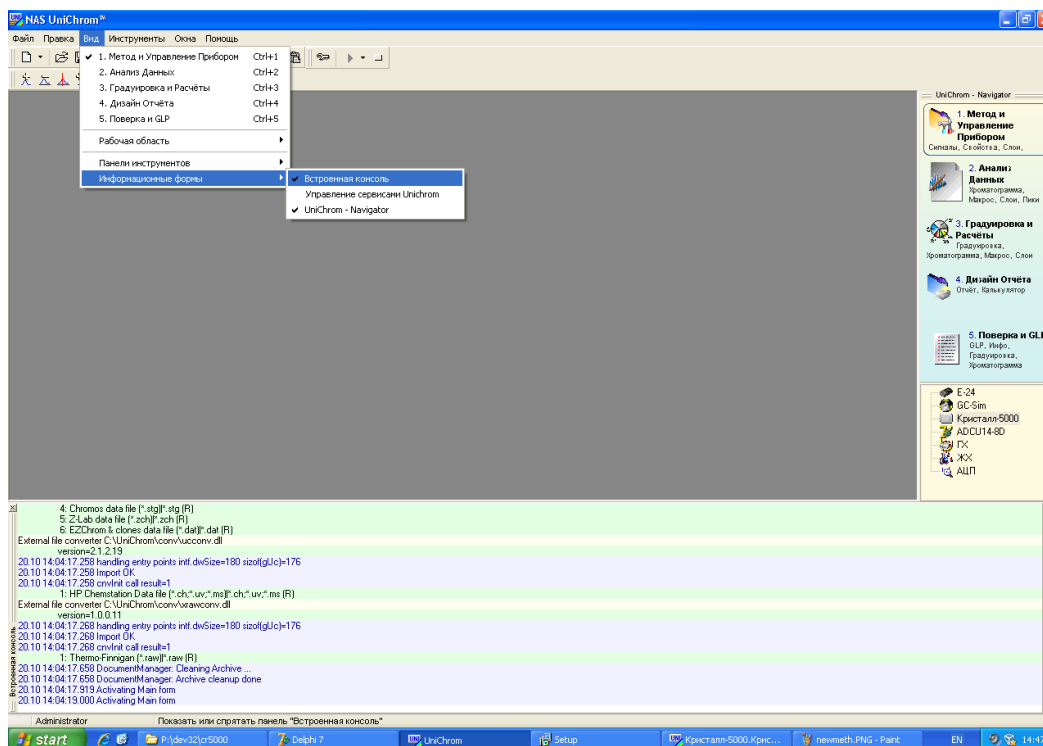 NAS UniChrom™
Файл Правка Вид Инструменты Окна Помощь
1. Метод и Управление Прибором Ctrl+1
2. Анализ Данных Ctrl+2
3. Градуировка и Расчёты Ctrl+3
4. Дизайн Отчёта Ctrl+4
5. Поверка и GLP Ctrl+5
Рабочая область
Панели инструментов
Информационные формы
Встроенная консоль
Управление сервисами Unichrom
UniChrom - Navigator
UniChrom - Navigator
1. Метод и
Управление
Прибором
Сигналы, Свойства, Слои,
2. Анализ
Данных
Хроматограмма,
Макрос, Слои, Пики
3. Градуировка и
Расчёты
Градуировка,
Хроматограмма, Макрос, Слои
4. Дизайн Отчёта
Отчёт, Калькулятор
5. Поверка и GLP
GLP, Инфо,
Градуировка,
Хроматограмма
E-24
GC-Sim
Кристалл-5000
ADCU14-8D
ГХ
ЖХ
АЦП
4: Chromos data file (*.stg)|*.stg (R)
5: Z-Lab data file (*.zch)|*.zch (R)
6: EZChrom & clones data file (*.dat)|*.dat (R)
External file converter C:\UniChrom\conv\ucconv.dll
version=2.1.2.19
20.10 14:04:17.258 handling entry points intf.dwSize=180 sizof(gUc)=176
20.10 14:04:17.258 Import OK
20.10 14:04:17.258 cnvInit call result=1
1: HP Chemstation Data file (*.ch;*.uv;*.ms)|*.ch;*.uv;*.ms (R)
External file converter C:\UniChrom\conv\xrawconv.dll
version=1.0.0.11
20.10 14:04:17.268 handling entry points intf.dwSize=180 sizof(gUc)=176
20.10 14:04:17.268 Import OK
20.10 14:04:17.268 cnvInit call result=1
1: Thermo-Finnigan (*.raw)|*.raw (R)
20.10 14:04:17.658 DocumentManager: Cleaning Archive ...
20.10 14:04:17.658 DocumentManager: Archive cleanup done
20.10 14:04:17.919 Activating Main form
20.10 14:04:19.000 Activating Main form
Встроенная консоль
Administrator Показать или спрятать панель "Встроенная консоль"
start P:\dev32\cr5000 Delphi 7 UniChrom Setup Кристалл-5000.Крис... newmeth.PNG - Paint EN 14:47